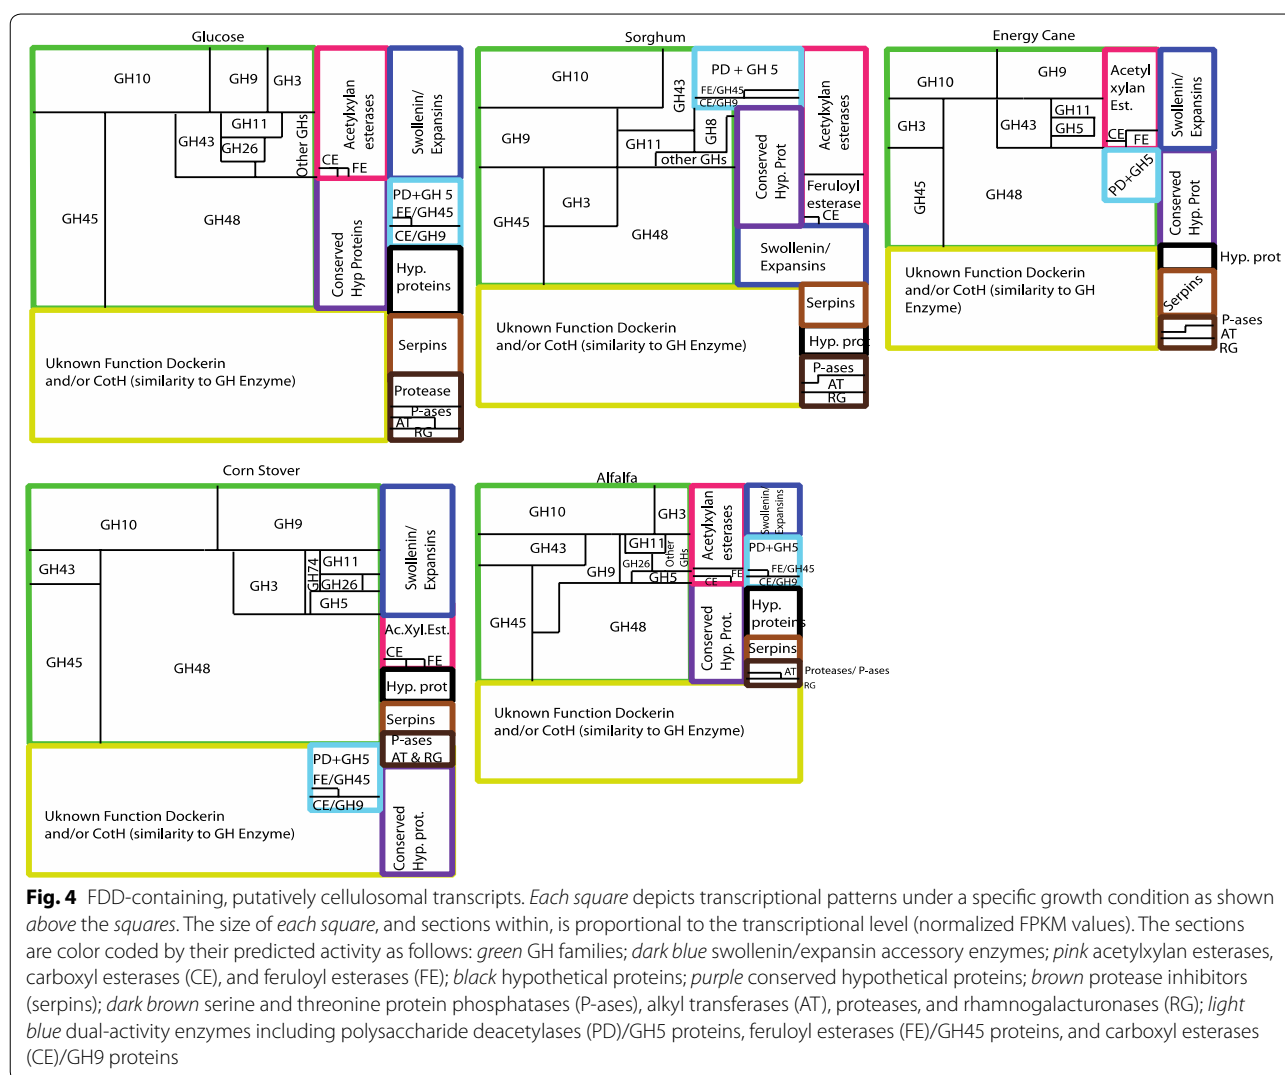 Glucose
GH10
GH9
GH3
Acetylxylan
esterases
Swollenin/
Expansins
GH45
GH43
GH11
GH26
Other GHs
CE
FE
GH48
PD+GH 5
FE/GH45
CE/GH9
Conserved
Hyp Proteins
Hyp.
proteins
Uknown Function Dockerin
and/or CotH (similarity to GH Enzyme)
Serpins
Protease
P-ases
AT
RG
Sorghum
GH10
GH43
PD + GH 5
FE/GH45
CE/GH9
Acetylxylan
esterases
GH9
GH11
GH8
other GHs
Conserved
Hyp. Prot
Feruloyl
esterase
CE
GH45
GH3
GH48
Swollenin/
Expansins
Uknown Function Dockerin
and/or CotH (similarity to GH Enzyme)
Serpins
Hyp. prot
P-ases
AT
RG
Energy Cane
GH10
GH9
Acetyl
xylan
Est.
Swollenin/
Expansins
GH3
GH43
GH11
GH5
CE
FE
GH45
GH48
PD+GH5
Conserved
Hyp. Prot
Uknown Function Dockerin
and/or CotH (similarity to GH
Enzyme)
Hyp. prot
Serpins
P-ases
AT
RG
Corn Stover
GH10
GH9
Swollenin/
Expansins
GH43
GH3
GH74
GH11
GH26
GH5
GH45
GH48
Ac.Xyl.Est.
CE
FE
Hyp. prot
Serpins
P-ases
AT & RG
PD+GH5
FE/GH45
CE/GH9
Uknown Function Dockerin
and/or CotH (similarity to GH Enzyme)
Conserved
Hyp. prot.
Alfalfa
GH10
GH3
Acetylxylan
esterases
Swollenin/
Expansins
GH43
GH9
GH11
GH26
Other
GHs
GH5
CE
FE
PD+GH5
FE/GH45
CE/GH9
GH45
GH48
Conserved
Hyp. Prot.
Hyp.
proteins
Serpins
AT
Proteases/ P-ases
RG
Uknown Function Dockerin
and/or CotH (similarity to GH Enzyme)
Fig. 4 FDD-containing, putatively cellulosomal transcripts. Each square depicts transcriptional patterns under a specific growth condition as shown
above the squares. The size of each square, and sections within, is proportional to the transcriptional level (normalized FPKM values). The sections
are color coded by their predicted activity as follows: green GH families; dark blue swollenin/expansin accessory enzymes; pink acetylxylan esterases,
carboxyl esterases (CE), and feruloyl esterases (FE); black hypothetical proteins; purple conserved hypothetical proteins; brown protease inhibitors
(serpins); dark brown serine and threonine protein phosphatases (P-ases), alkyl transferases (AT), proteases, and rhamnogalacturonases (RG); light
blue dual-activity enzymes including polysaccharide deacetylases (PD)/GH5 proteins, feruloyl esterases (FE)/GH45 proteins, and carboxyl esterases
(CE)/GH9 proteins